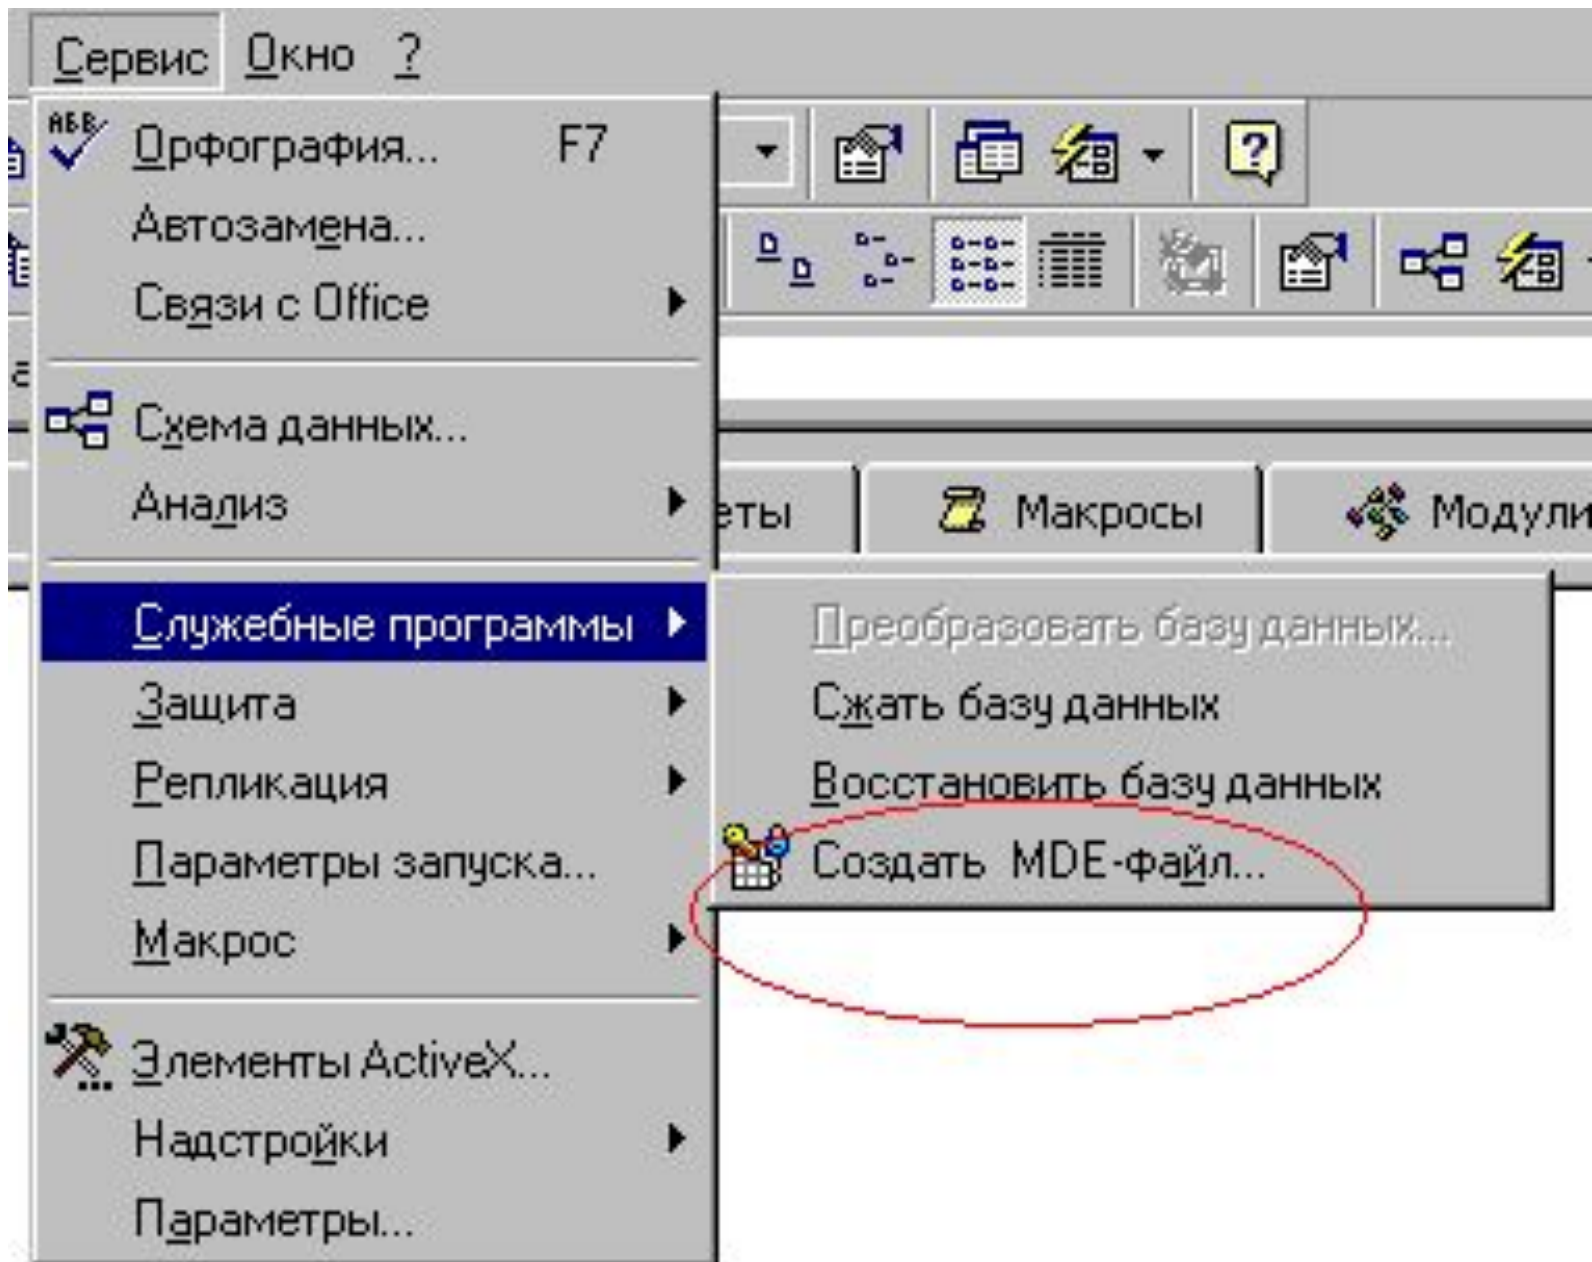 Сервис Окно ?
АБВ Орфография... F7
Автозамена...
Связи с Office
Схема данных...
Анализ
Макросы
Модули
Служебные программы
Преобразовать базу данных...
Защита
Сжать базу данных
Репликация
Восстановить базу данных
Параметры запуска...
Создать MDE-файл...
Макрос
Элементы ActiveX...
Надстройки
Параметры...